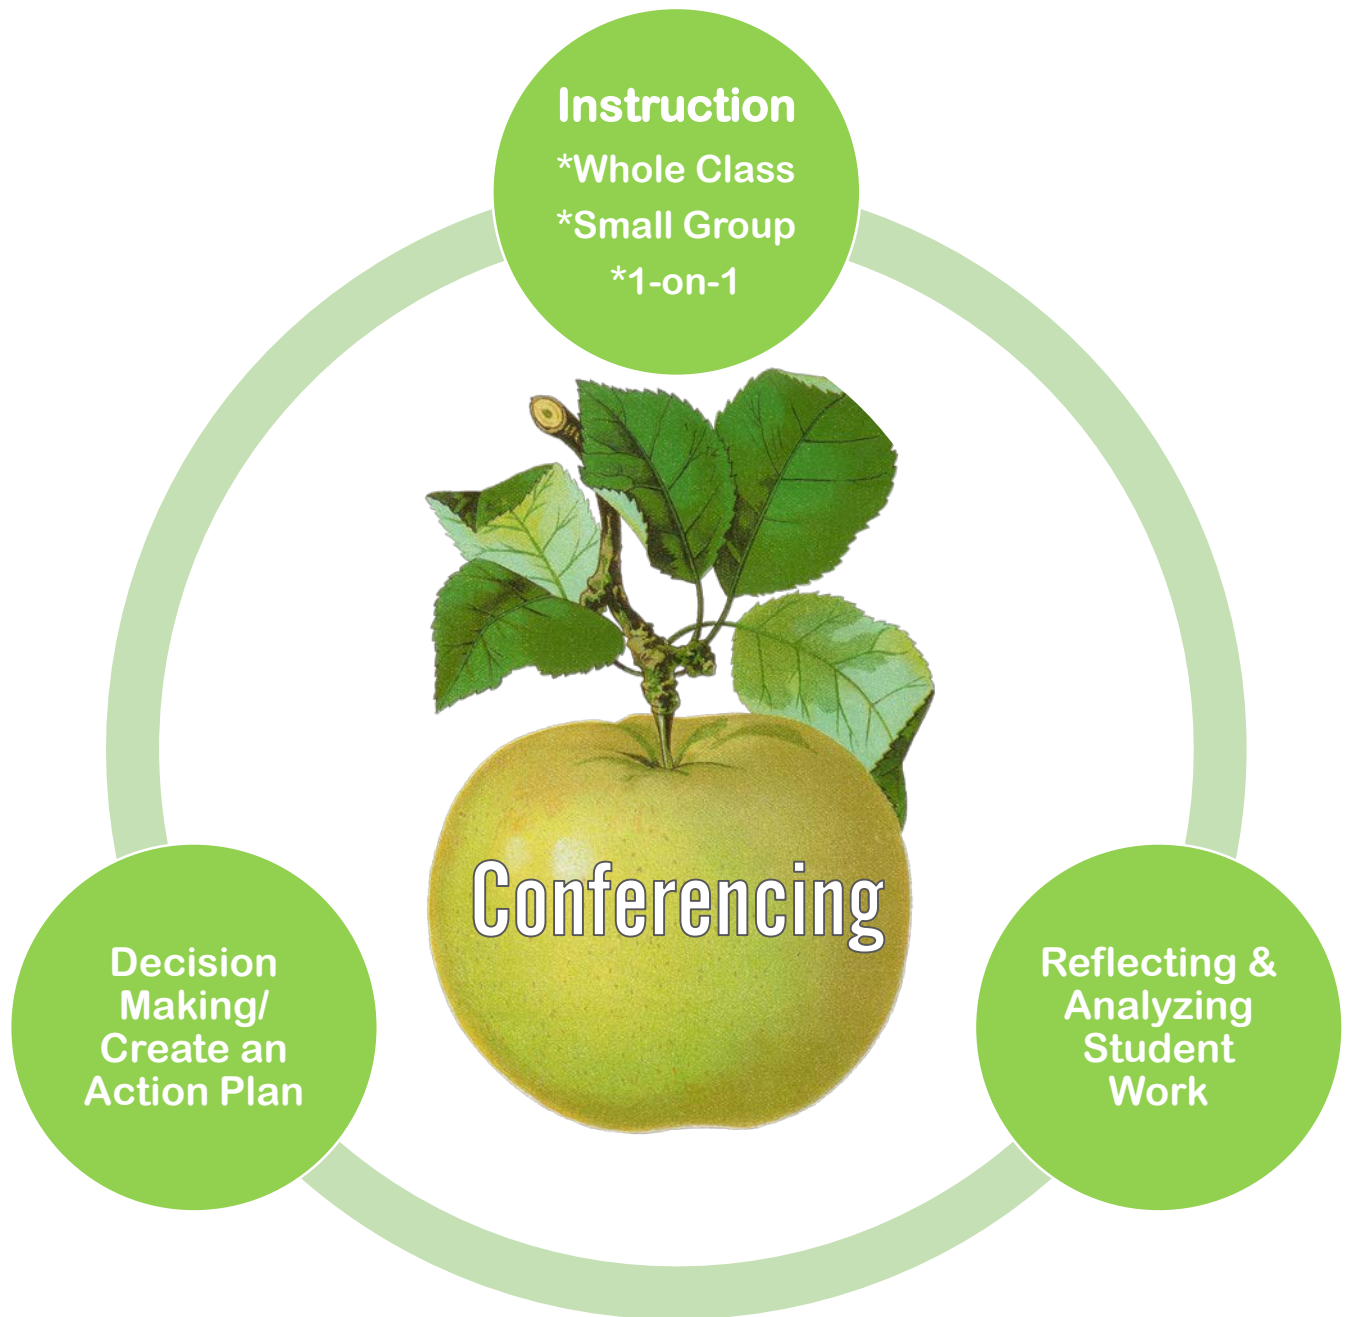 Instruction
*Whole Class
*Small Group
*1-on-1
Conferencing
Decision
Making/
Create an
Action Plan
Reflecting &
Analyzing
Student
Work